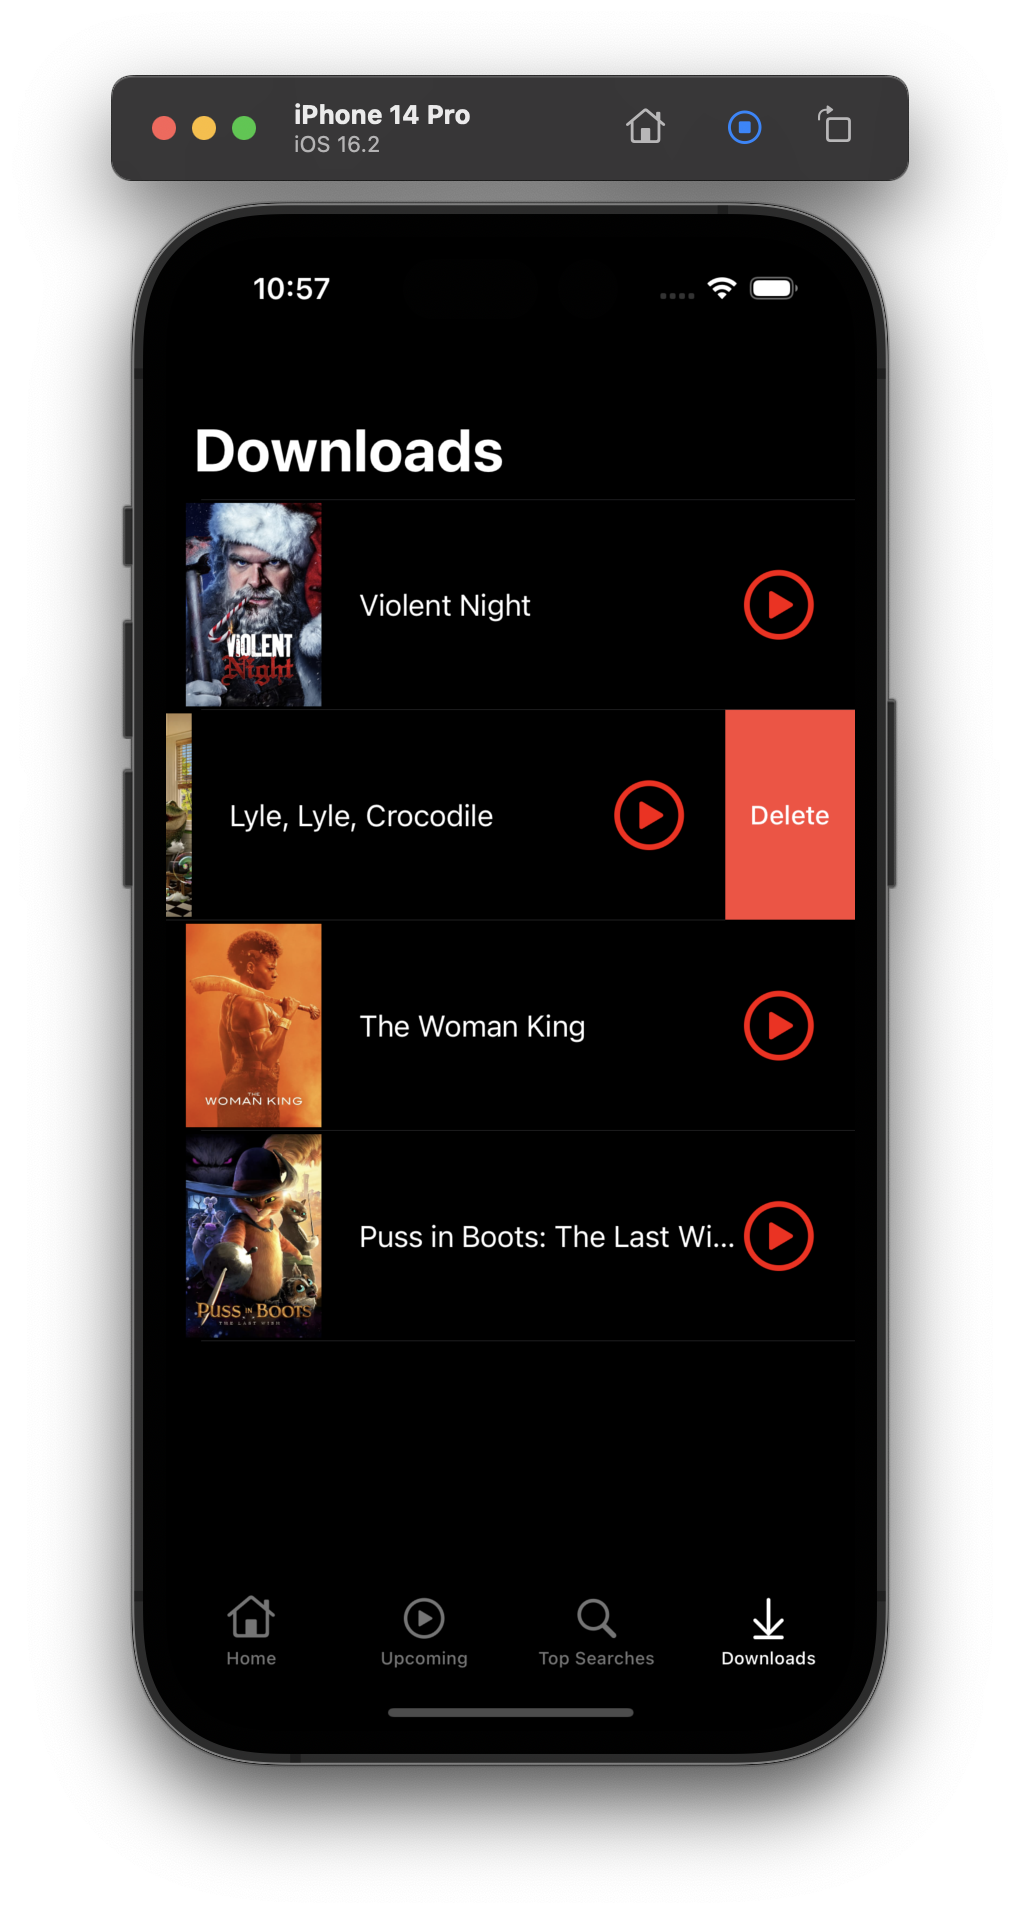 iPhone 14 Pro
iOS 16.2
10:57
Downloads
VIOLENT
Night
Violent Night
Lyle, Lyle, Crocodile
Delete
THE
WOMAN KING
The Woman King
PUSS IN BOOTS
THE LAST WISH
Puss in Boots: The Last Wi...
Home
Upcoming
Top Searches
Downloads